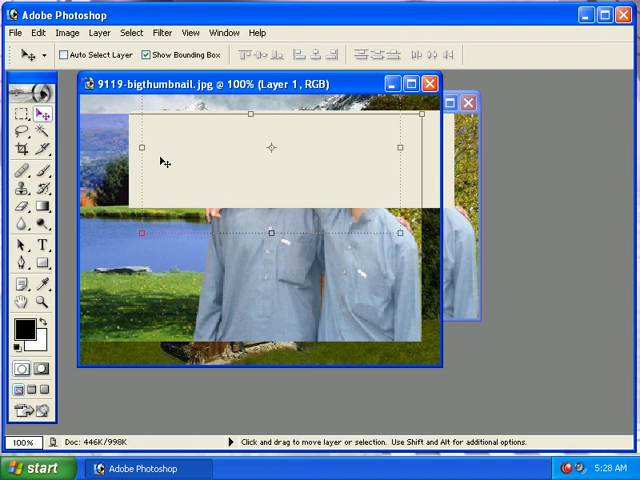 Adobe Photoshop
File Edit Image Layer Select Filter View Window Help
Auto Select Layer Show Bounding Box
9119-bigthumbnail.jpg @ 100% (Layer 1, RGB)
T
100% Doc: 446K/998K Click and drag to move layer or selection. Use Shift and Alt for additional options.
start Adobe Photoshop 5:28 AM